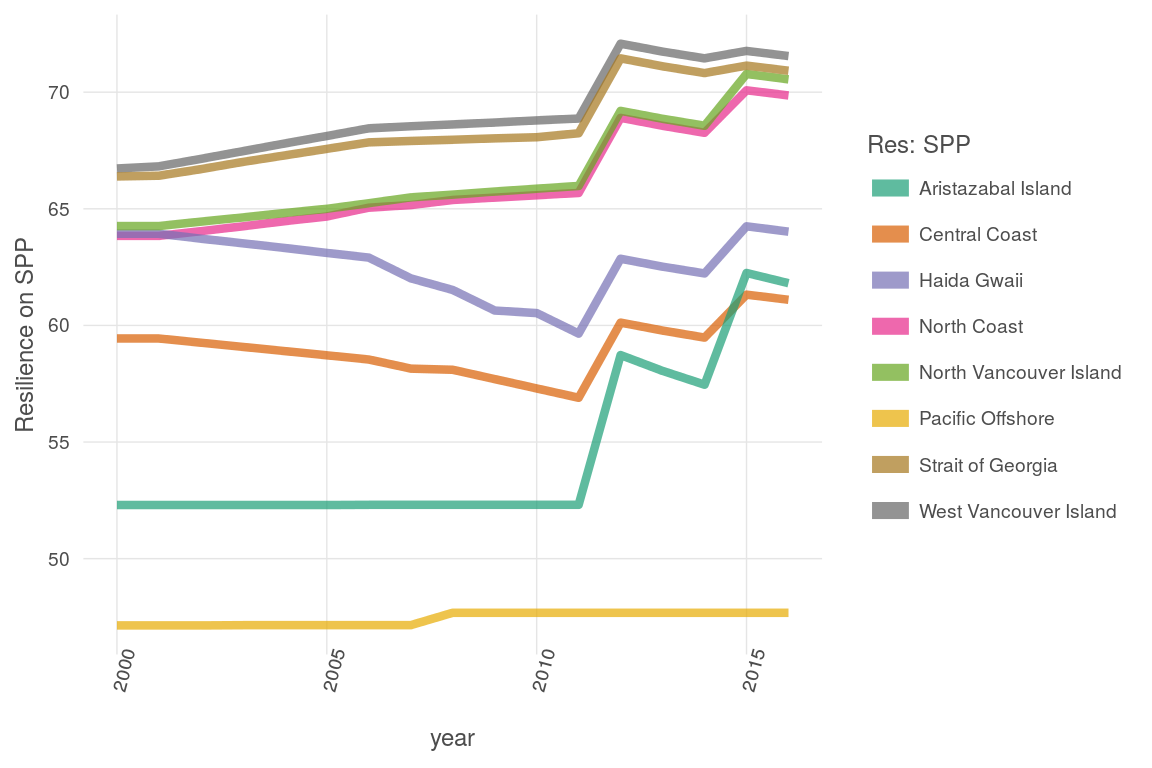 Resilience on SPP
70
65
60
55
50
2000
2005
2010
2015
year
Res: SPP
Aristazabal Island
Central Coast
Haida Gwaii
North Coast
North Vancouver Island
Pacific Offshore
Strait of Georgia
West Vancouver Island